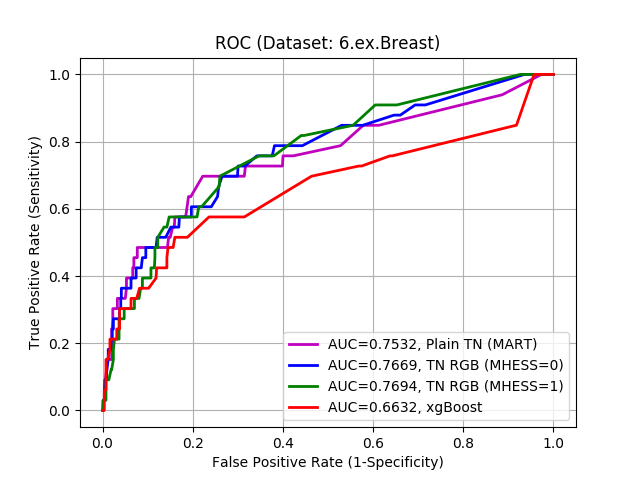 ROC (Dataset: 6.ex.Breast)
True Positive Rate (Sensitivity)
1.0
0.8
0.6
0.4
0.2
0.0
AUC=0.7532, Plain TN (MART)
AUC=0.7669, TN RGB (MHESS=0)
AUC=0.7694, TN RGB (MHESS=1)
AUC=0.6632, xgBoost
0.0 0.2 0.4 0.6 0.8 1.0
False Positive Rate (1-Specificity)